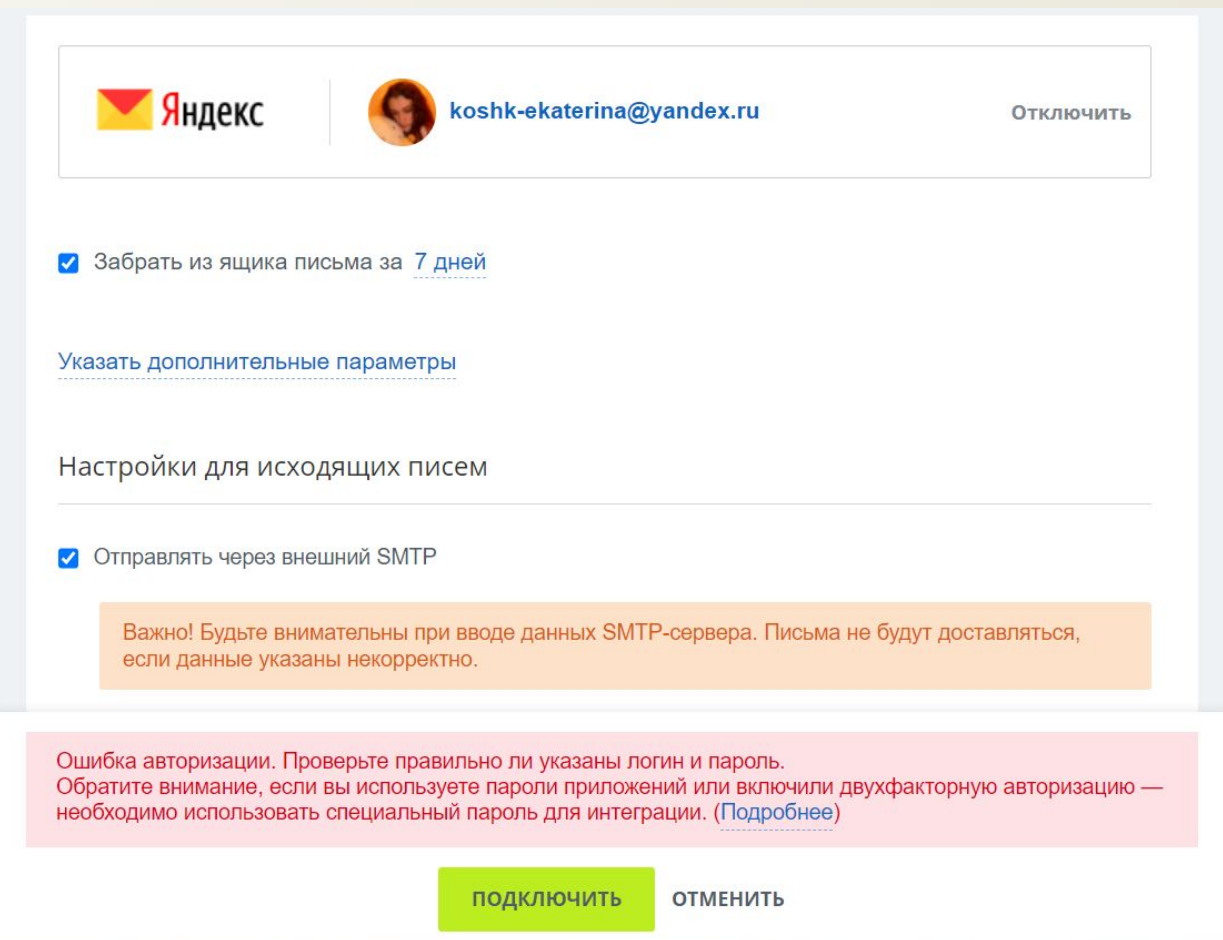 Яндекс
koshk-ekaterina@yandex.ru
Отключить
Забрать из ящика письма за 7 дней
Указать дополнительные параметры
Настройки для исходящих писем
Отправлять через внешний SMTP
Важно! Будьте внимательны при вводе данных SMTP-сервера. Письма не будут доставляться,
если данные указаны некорректно.
Ошибка авторизации. Проверьте правильно ли указаны логин и пароль.
Обратите внимание, если вы используете пароли приложений или включили двухфакторную авторизацию —
необходимо использовать специальный пароль для интеграции. (Подробнее)
ПОДКЛЮЧИТЬ
ОТМЕНИТЬ